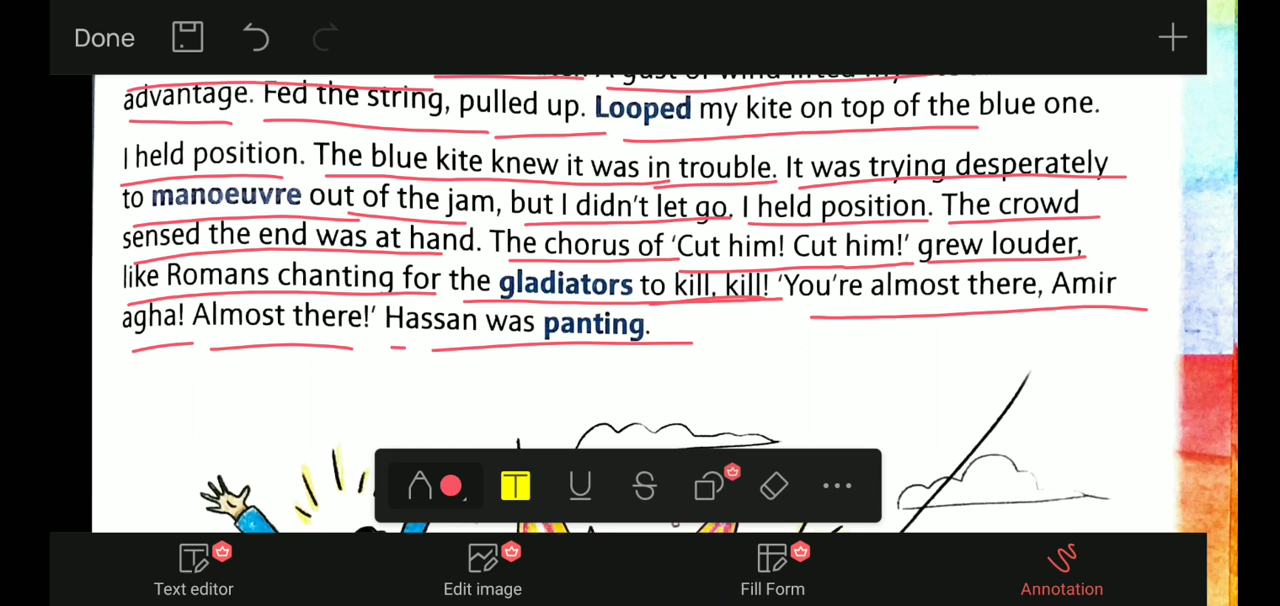 Done
advantage. Fed the string, pulled up. Looped my kite on top of the blue one.
I held position. The blue kite knew it was in trouble. It was trying desperately
to manoeuvre out of the jam, but I didn't let go. I held position. The crowd
sensed the end was at hand. The chorus of 'Cut him! Cut him!' grew louder,
like Romans chanting for the gladiators to kill, kill! 'You're almost there, Amir
agha! Almost there!' Hassan was panting.
T U S
Text editor Edit image Fill Form Annotation